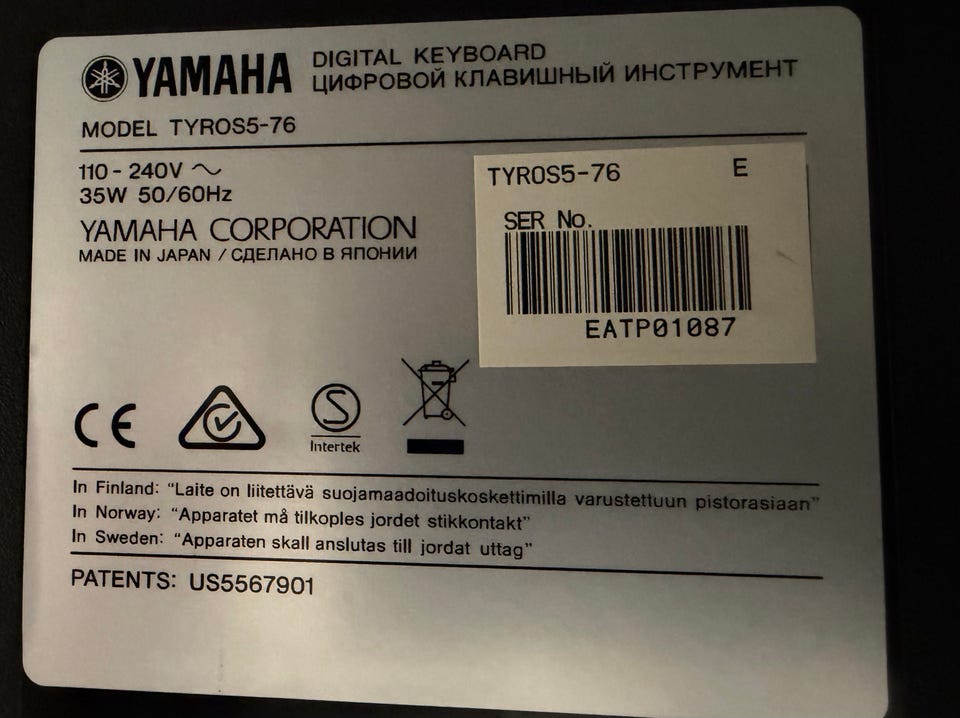 YAMAHA DIGITAL KEYBOARD
ЦИФРОВОЙ КЛАВИШНЫЙ ИНСТРУМЕНТ
MODEL TYROS5-76
110 - 240V ~
35W 50/60Hz
YAMAHA CORPORATION
MADE IN JAPAN / СДЕЛАНО В ЯПОНИИ
TYROS5-76 E
SER No.
EATP01087
CE
S
Intertek
In Finland: "Laite on liitettävä suojamaadoituskoskettimilla varustettuun pistorasiaan"
In Norway: "Apparatet må tilkoples jordet stikkontakt"
In Sweden: "Apparaten skall anslutas till jordat uttag"
PATENTS: US5567901